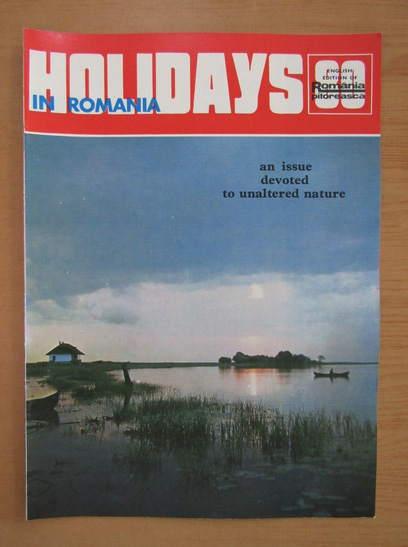 HOLIDAYS
IN ROMANIA
ENGLISH
EDITION OF
România
pitorească
an issue
devoted
to unaltered nature